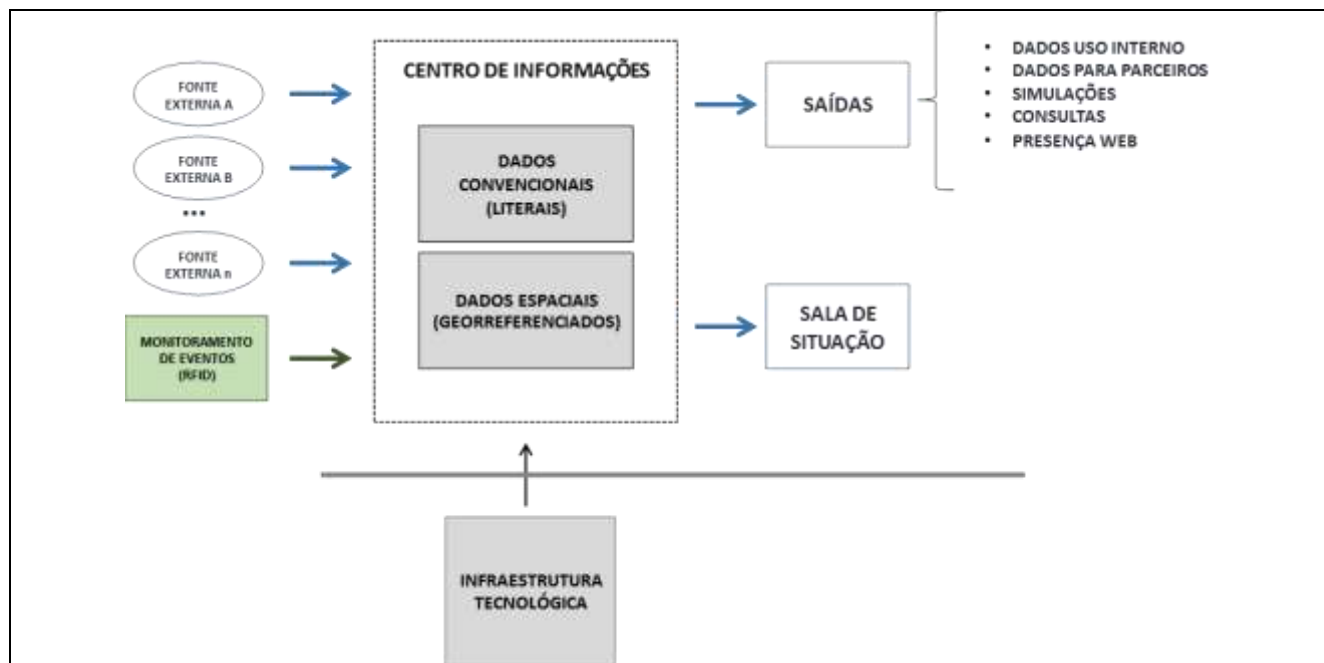 FONTE
EXTERNA A
FONTE
EXTERNA B
...
FONTE
EXTERNA n
MONITORAMENTO
DE EVENTOS
(RFID)
CENTRO DE INFORMAÇÕES
DADOS
CONVENCIONAIS
(LITERAIS)
DADOS ESPACIAIS
(GEORREFERENCIADOS)
SAÍDAS
• DADOS USO INTERNO
• DADOS PARA PARCEIROS
• SIMULAÇÕES
• CONSULTAS
• PRESENÇA WEB
SALA DE
SITUAÇÃO
INFRAESTRUTURA
TECNOLÓGICA